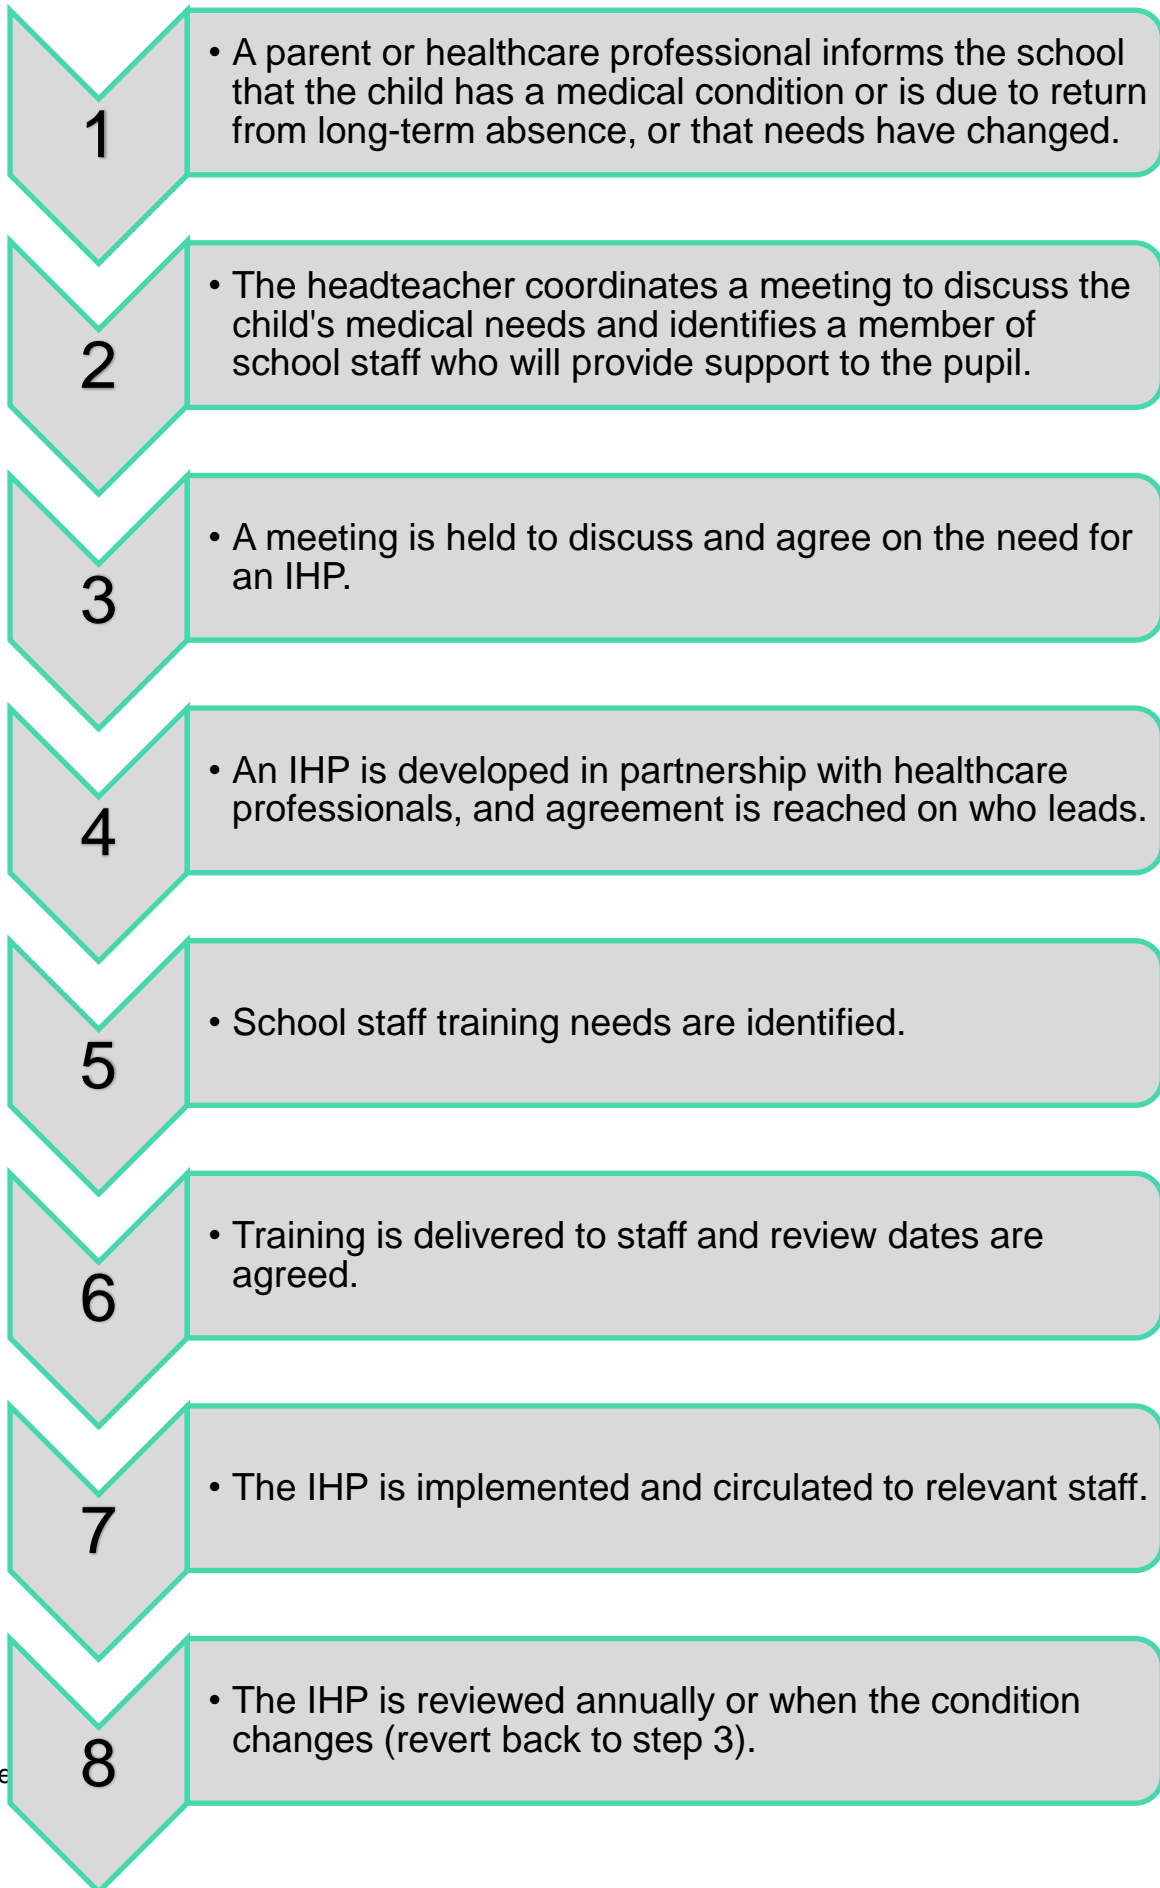 1
• A parent or healthcare professional informs the school
that the child has a medical condition or is due to return
from long-term absence, or that needs have changed.
2
• The headteacher coordinates a meeting to discuss the
child's medical needs and identifies a member of
school staff who will provide support to the pupil.
3
• A meeting is held to discuss and agree on the need for
an IHP.
4
• An IHP is developed in partnership with healthcare
professionals, and agreement is reached on who leads.
5
• School staff training needs are identified.
6
• Training is delivered to staff and review dates are
agreed.
7
• The IHP is implemented and circulated to relevant staff.
8
• The IHP is reviewed annually or when the condition
changes (revert back to step 3).